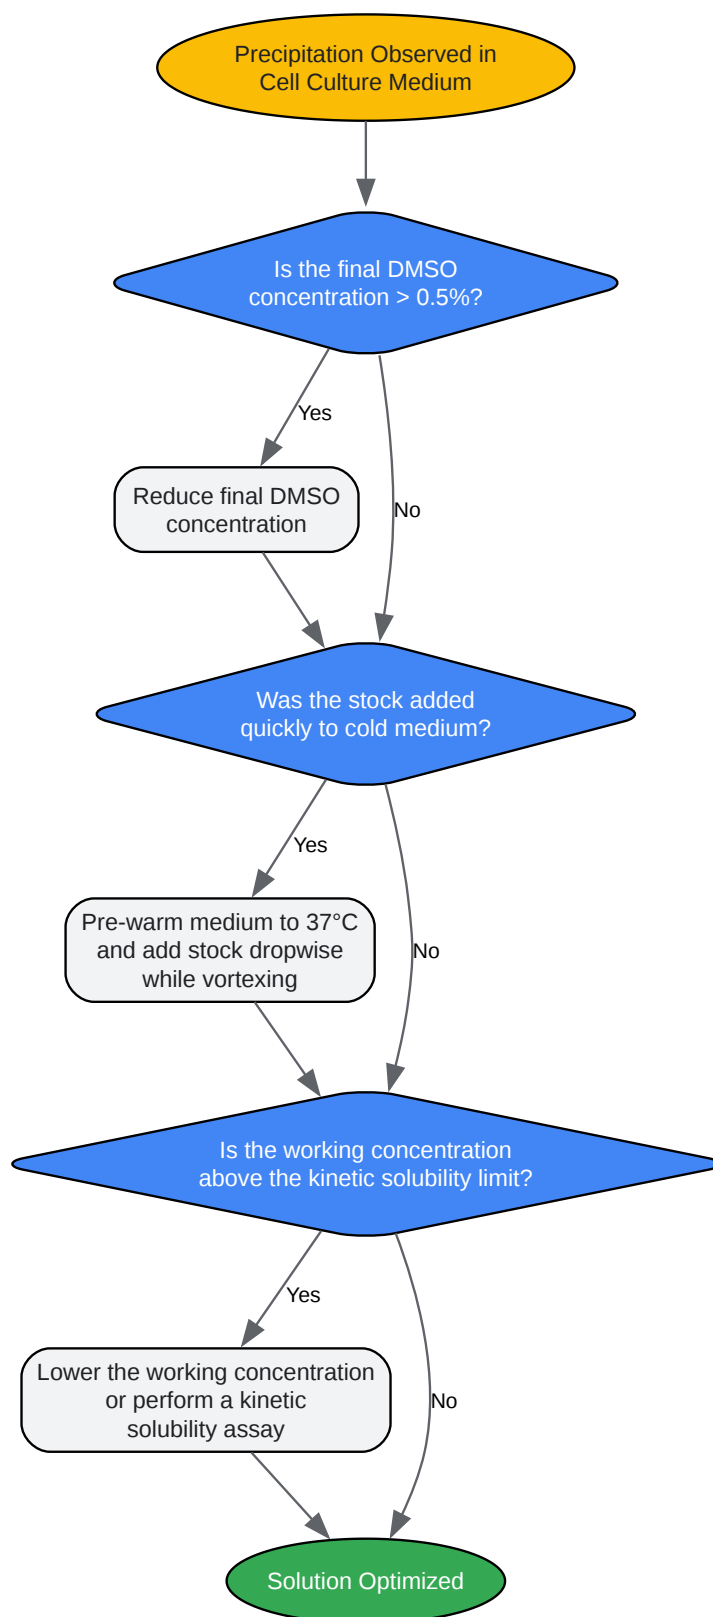 Precipitation Observed in
Cell Culture Medium
Is the final DMSO
concentration > 0.5%?
Yes
Reduce final DMSO
concentration
No
Was the stock added
quickly to cold medium?
Yes
Pre-warm medium to 37°C
and add stock dropwise
while vortexing
No
Is the working concentration
above the kinetic solubility limit?
Yes
Lower the working concentration
or perform a kinetic
solubility assay
No
Solution Optimized